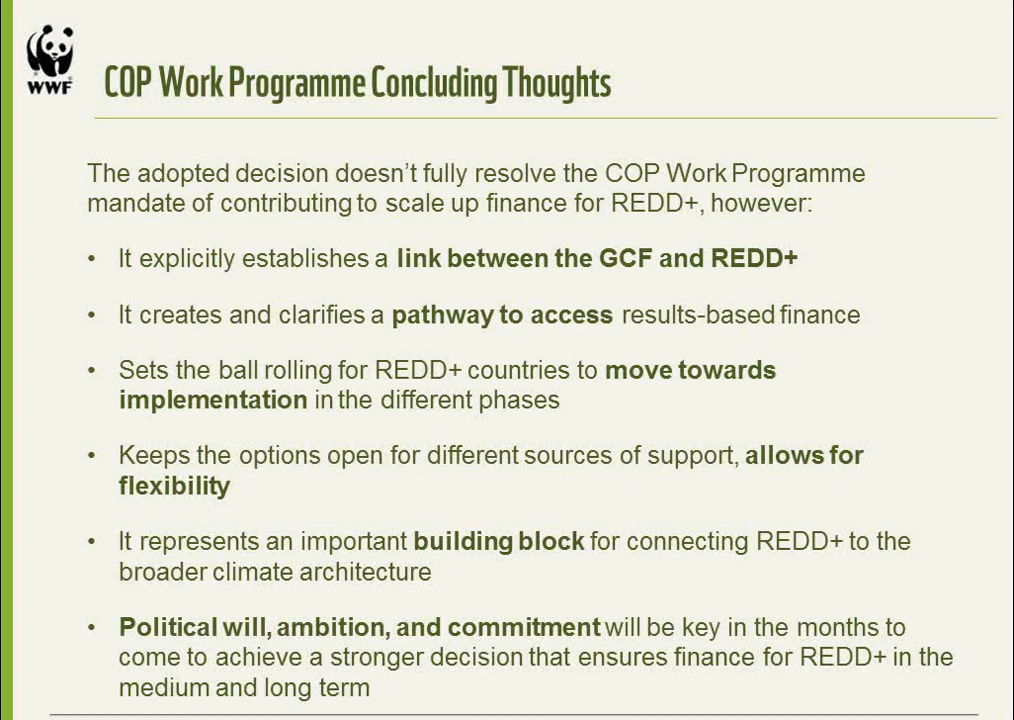 WWF
COP Work Programme Concluding Thoughts
The adopted decision doesn't fully resolve the COP Work Programme
mandate of contributing to scale up finance for REDD+, however:
• It explicitly establishes a link between the GCF and REDD+
• It creates and clarifies a pathway to access results-based finance
• Sets the ball rolling for REDD+ countries to move towards
implementation in the different phases
• Keeps the options open for different sources of support, allows for
flexibility
• It represents an important building block for connecting REDD+ to the
broader climate architecture
• Political will, ambition, and commitment will be key in the months to
come to achieve a stronger decision that ensures finance for REDD+ in the
medium and long term